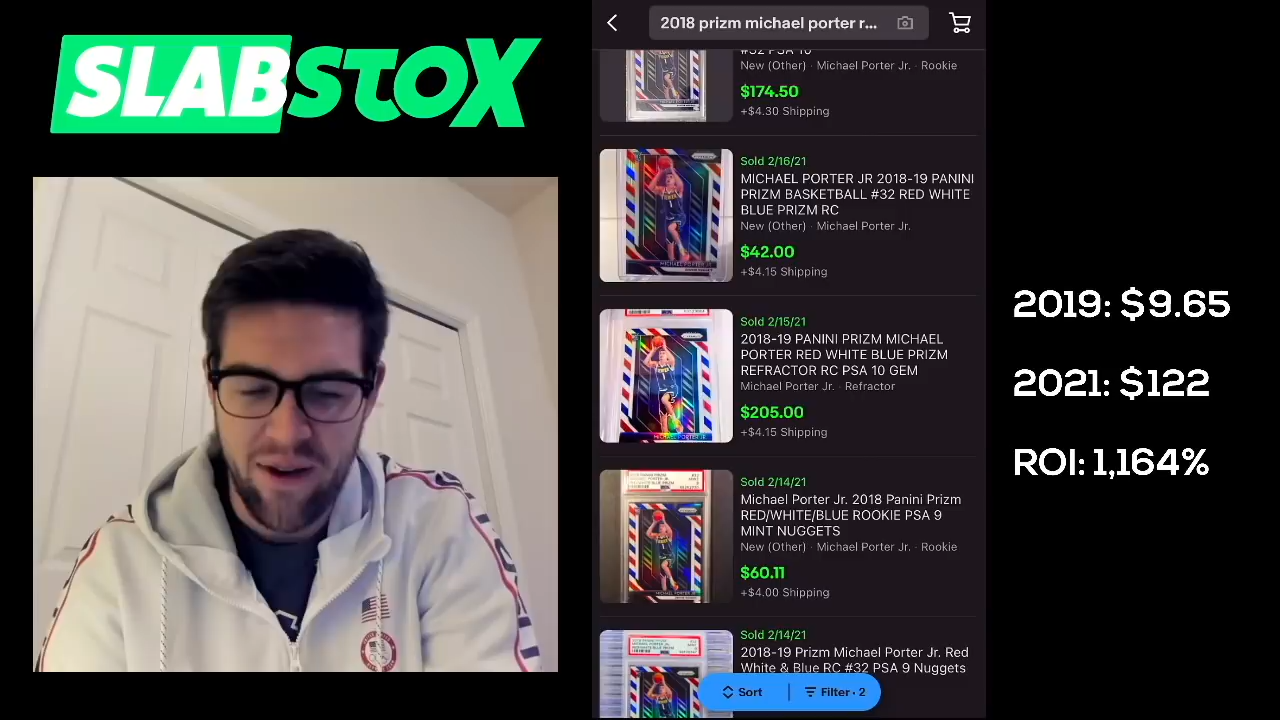 SLABSTOX
2018 prizm michael porter r...
#32 PSA 10
New (Other) · Michael Porter Jr. · Rookie
$174.50
+$4.30 Shipping
Sold 2/16/21
MICHAEL PORTER JR 2018-19 PANINI
PRIZM BASKETBALL #32 RED WHITE
BLUE PRIZM RC
New (Other) · Michael Porter Jr.
$42.00
+$4.15 Shipping
Sold 2/15/21
2018-19 PANINI PRIZM MICHAEL
PORTER RED WHITE BLUE PRIZM
REFRACTOR RC PSA 10 GEM
Michael Porter Jr. · Refractor
$205.00
+$4.15 Shipping
Sold 2/14/21
Michael Porter Jr. 2018 Panini Prizm
RED/WHITE/BLUE ROOKIE PSA 9
MINT NUGGETS
New (Other) · Michael Porter Jr. · Rookie
$60.11
+$4.00 Shipping
Sold 2/14/21
2018-19 Prizm Michael Porter Jr. Red
White & Blue RC #32 PSA 9 Nuggets
Sort
Filter · 2
2019: $9.65
2021: $122
ROI: 1,164%